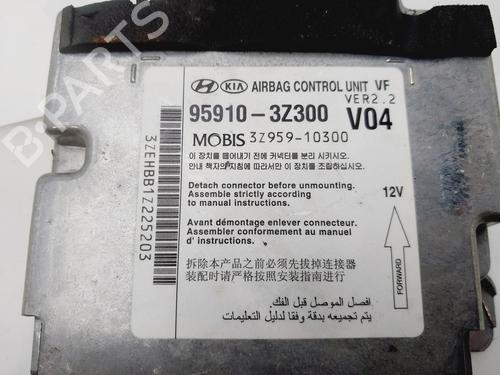 HYUNDAI KIA AIRBAG CONTROL UNIT VF
VER2.2
95910-3Z300 V04
MOBIS 3Z959-10300
이 장치를 떼어내기 전에 커넥터를 분리 시키시오.
안내 책자의 지침에 따라서만 이 장치를 조립하십시오.
Detach connector before unmounting.
Assemble strictly according
to manual instructions.
12V
Avant démontage enlever connecteur.
Assembler conformement au manuel
d' instructions.
拆除本产品之前必须先拔掉连接器
装配时请严格按照安装指南进行
افصل الموصل قبل الفك.
يتم تجميعه بدقة وفقا لدليل التعليمات
FORWARD
3ZEHBB1Z225203
B-PARTS